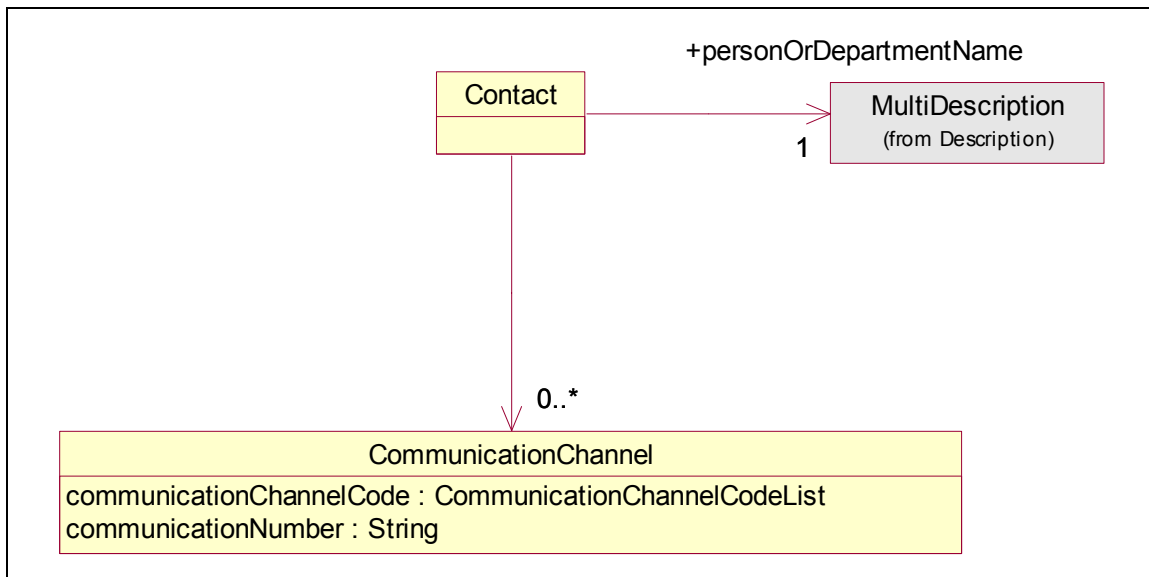 +personOrDepartmentName
Contact
MultiDescription
(from Description)
1
0..*
CommunicationChannel
communicationChannelCode : CommunicationChannelCodeList
communicationNumber : String